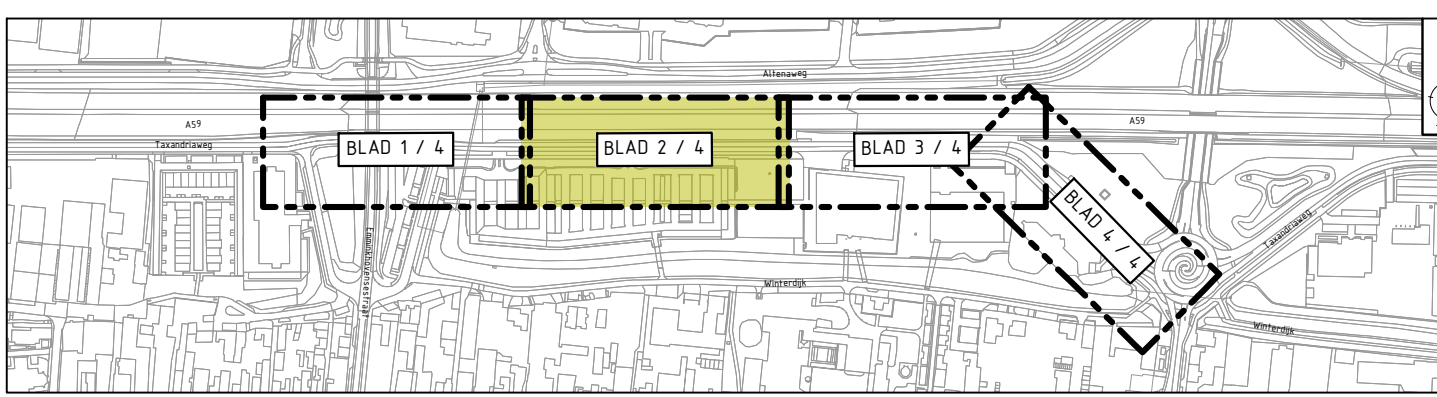 Altenaweg
A59
A59
Taxandriaweg
BLAD 1 / 4
BLAD 2 / 4
BLAD 3 / 4
BLAD 4 / 4
Taxandriaweg
Emmikhovensestraat
Winterdijk
Winterdijk